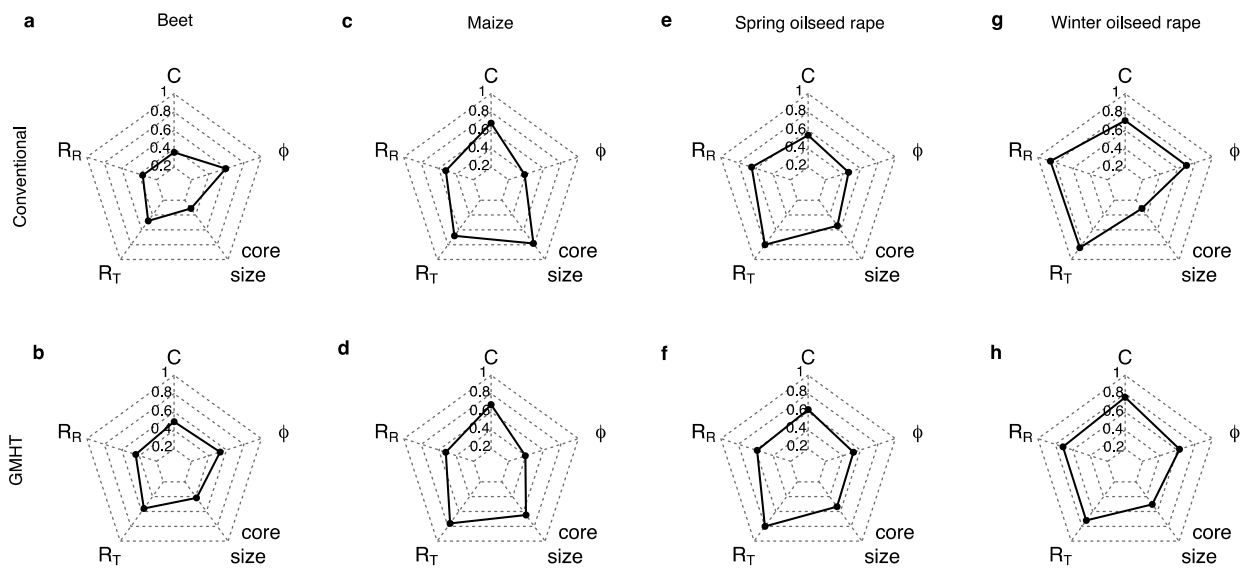 a Beet c Maize e Spring oilseed rape g Winter oilseed rape
Conventional
C C C C
1 1 1 1
0.8 0.8 0.8 0.8
0.6 0.6 0.6 0.6
R_R 0.4 ϕ R_R 0.4 ϕ R_R 0.4 ϕ R_R 0.4 ϕ
0.2 0.2 0.2 0.2
core core core core
R_T size R_T size R_T size R_T size
b d f h
GMHT
C C C C
1 1 1 1
0.8 0.8 0.8 0.8
0.6 0.6 0.6 0.6
R_R 0.4 ϕ R_R 0.4 ϕ R_R 0.4 ϕ R_R 0.4 ϕ
0.2 0.2 0.2 0.2
core core core core
R_T size R_T size R_T size R_T size